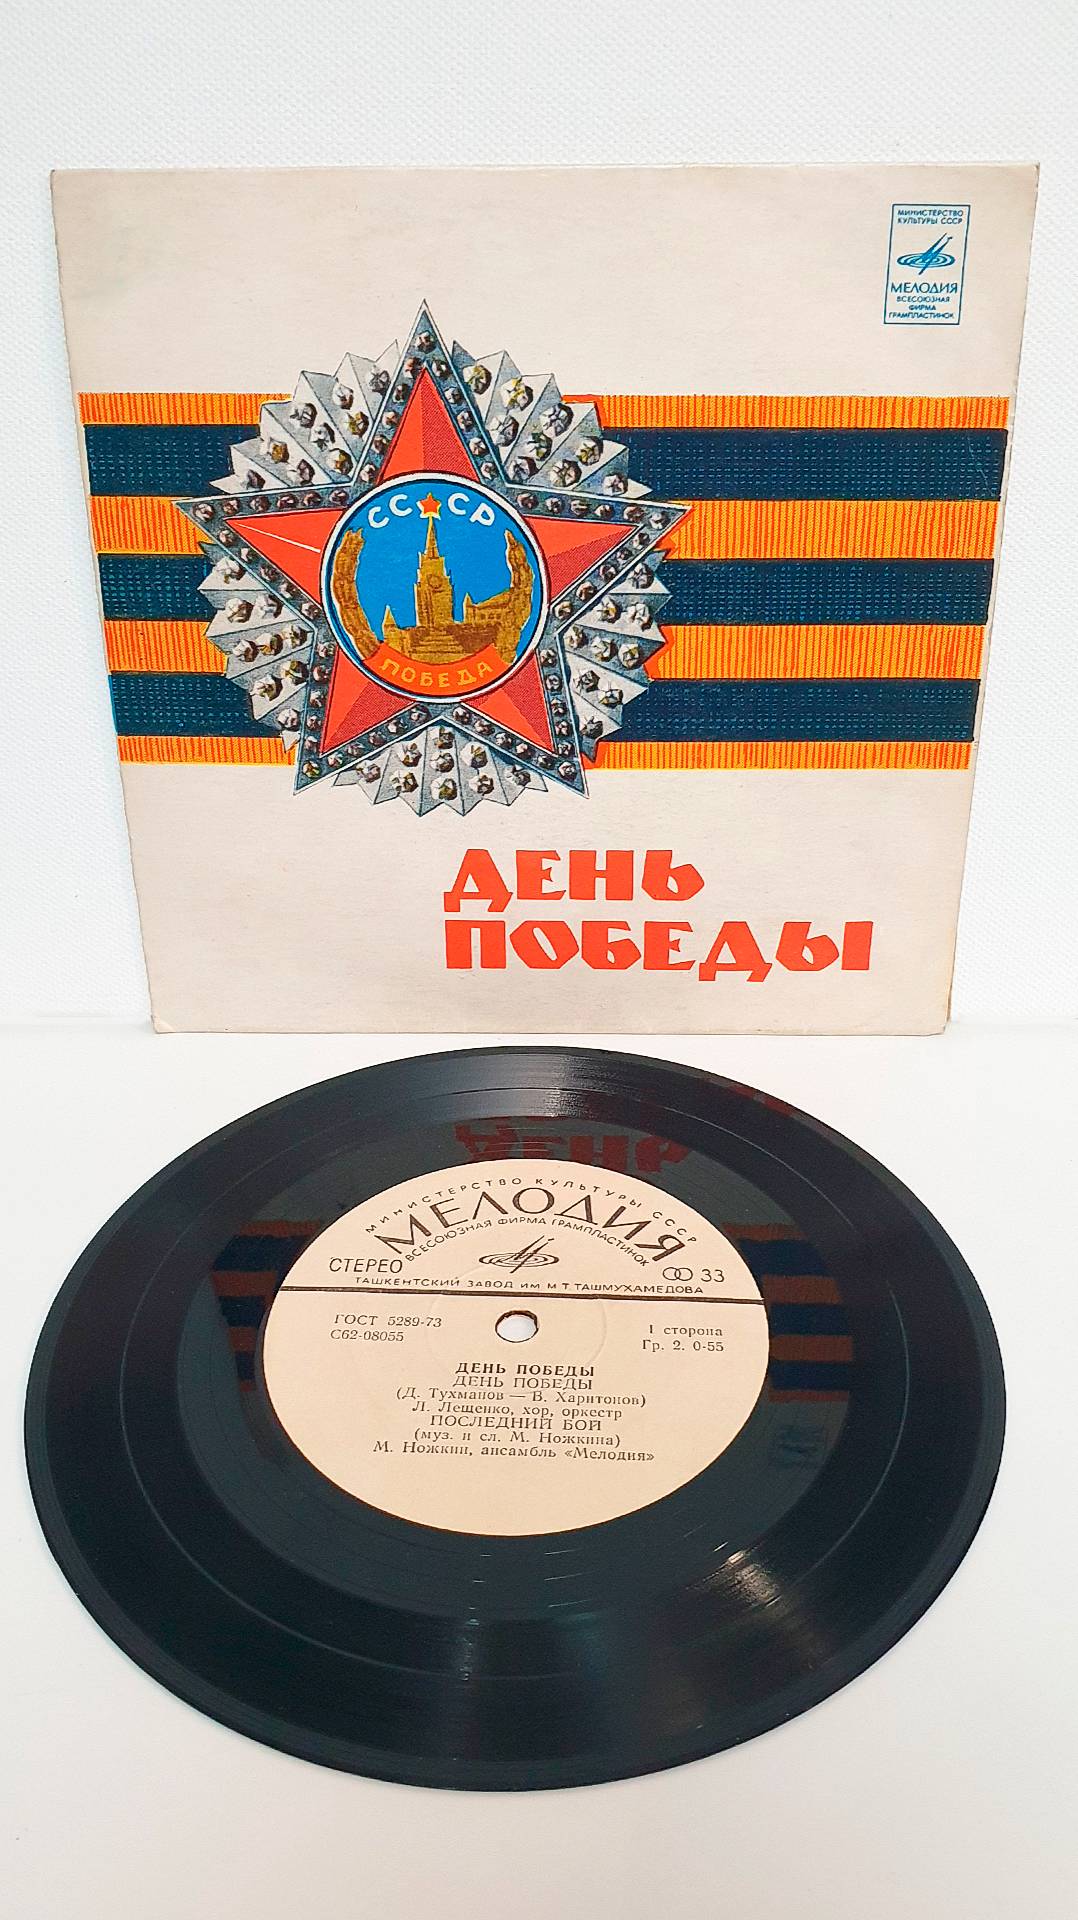 МИНИСТЕРСТВО
КУЛЬТУРЫ СССР
МЕЛОДИЯ
ВСЕСОЮЗНАЯ
ФИРМА
ГРАМПЛАСТИНОК
СССР
ПОБЕДА
ДЕНЬ
ПОБЕДЫ
МИНИСТЕРСТВО КУЛЬТУРЫ СССР
МЕЛОДИЯ
ВСЕСОЮЗНАЯ ФИРМА ГРАМПЛАСТИНОК
СТЕРЕО
33
ТАШКЕНТСКИЙ ЗАВОД ИМ М Т ТАШМУХАМЕДОВА
ГОСТ 5289-73
С62-08055
1 сторона
Гр. 2. 0-55
ДЕНЬ ПОБЕДЫ
ДЕНЬ ПОБЕДЫ
(Д. Тухманов — В. Харитонов)
Л. Лещенко, хор, оркестр
ПОСЛЕДНИЙ БОЙ
(муз. и сл. М. Ножкина)
М. Ножкин, ансамбль «Мелодия»